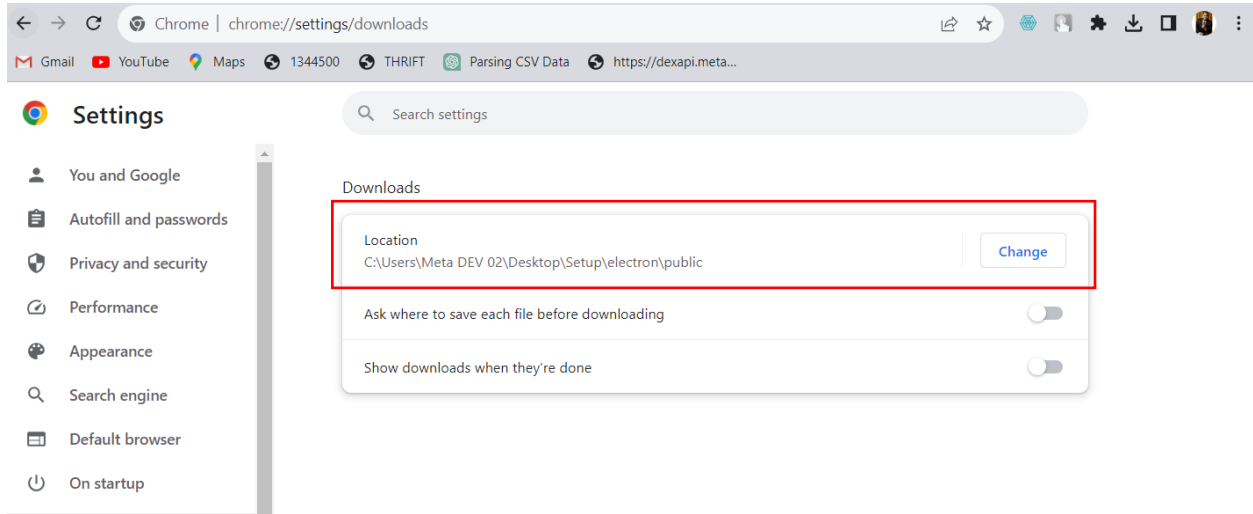 Chrome | chrome://settings/downloads
Gmail YouTube Maps 1344500 THRIFT Parsing CSV Data https://dexapi.meta...
Settings
Search settings
You and Google
Autofill and passwords
Privacy and security
Performance
Appearance
Search engine
Default browser
On startup
Downloads
Location
C:\Users\Meta DEV 02\Desktop\Setup\electron\public
Change
Ask where to save each file before downloading
Show downloads when they're done